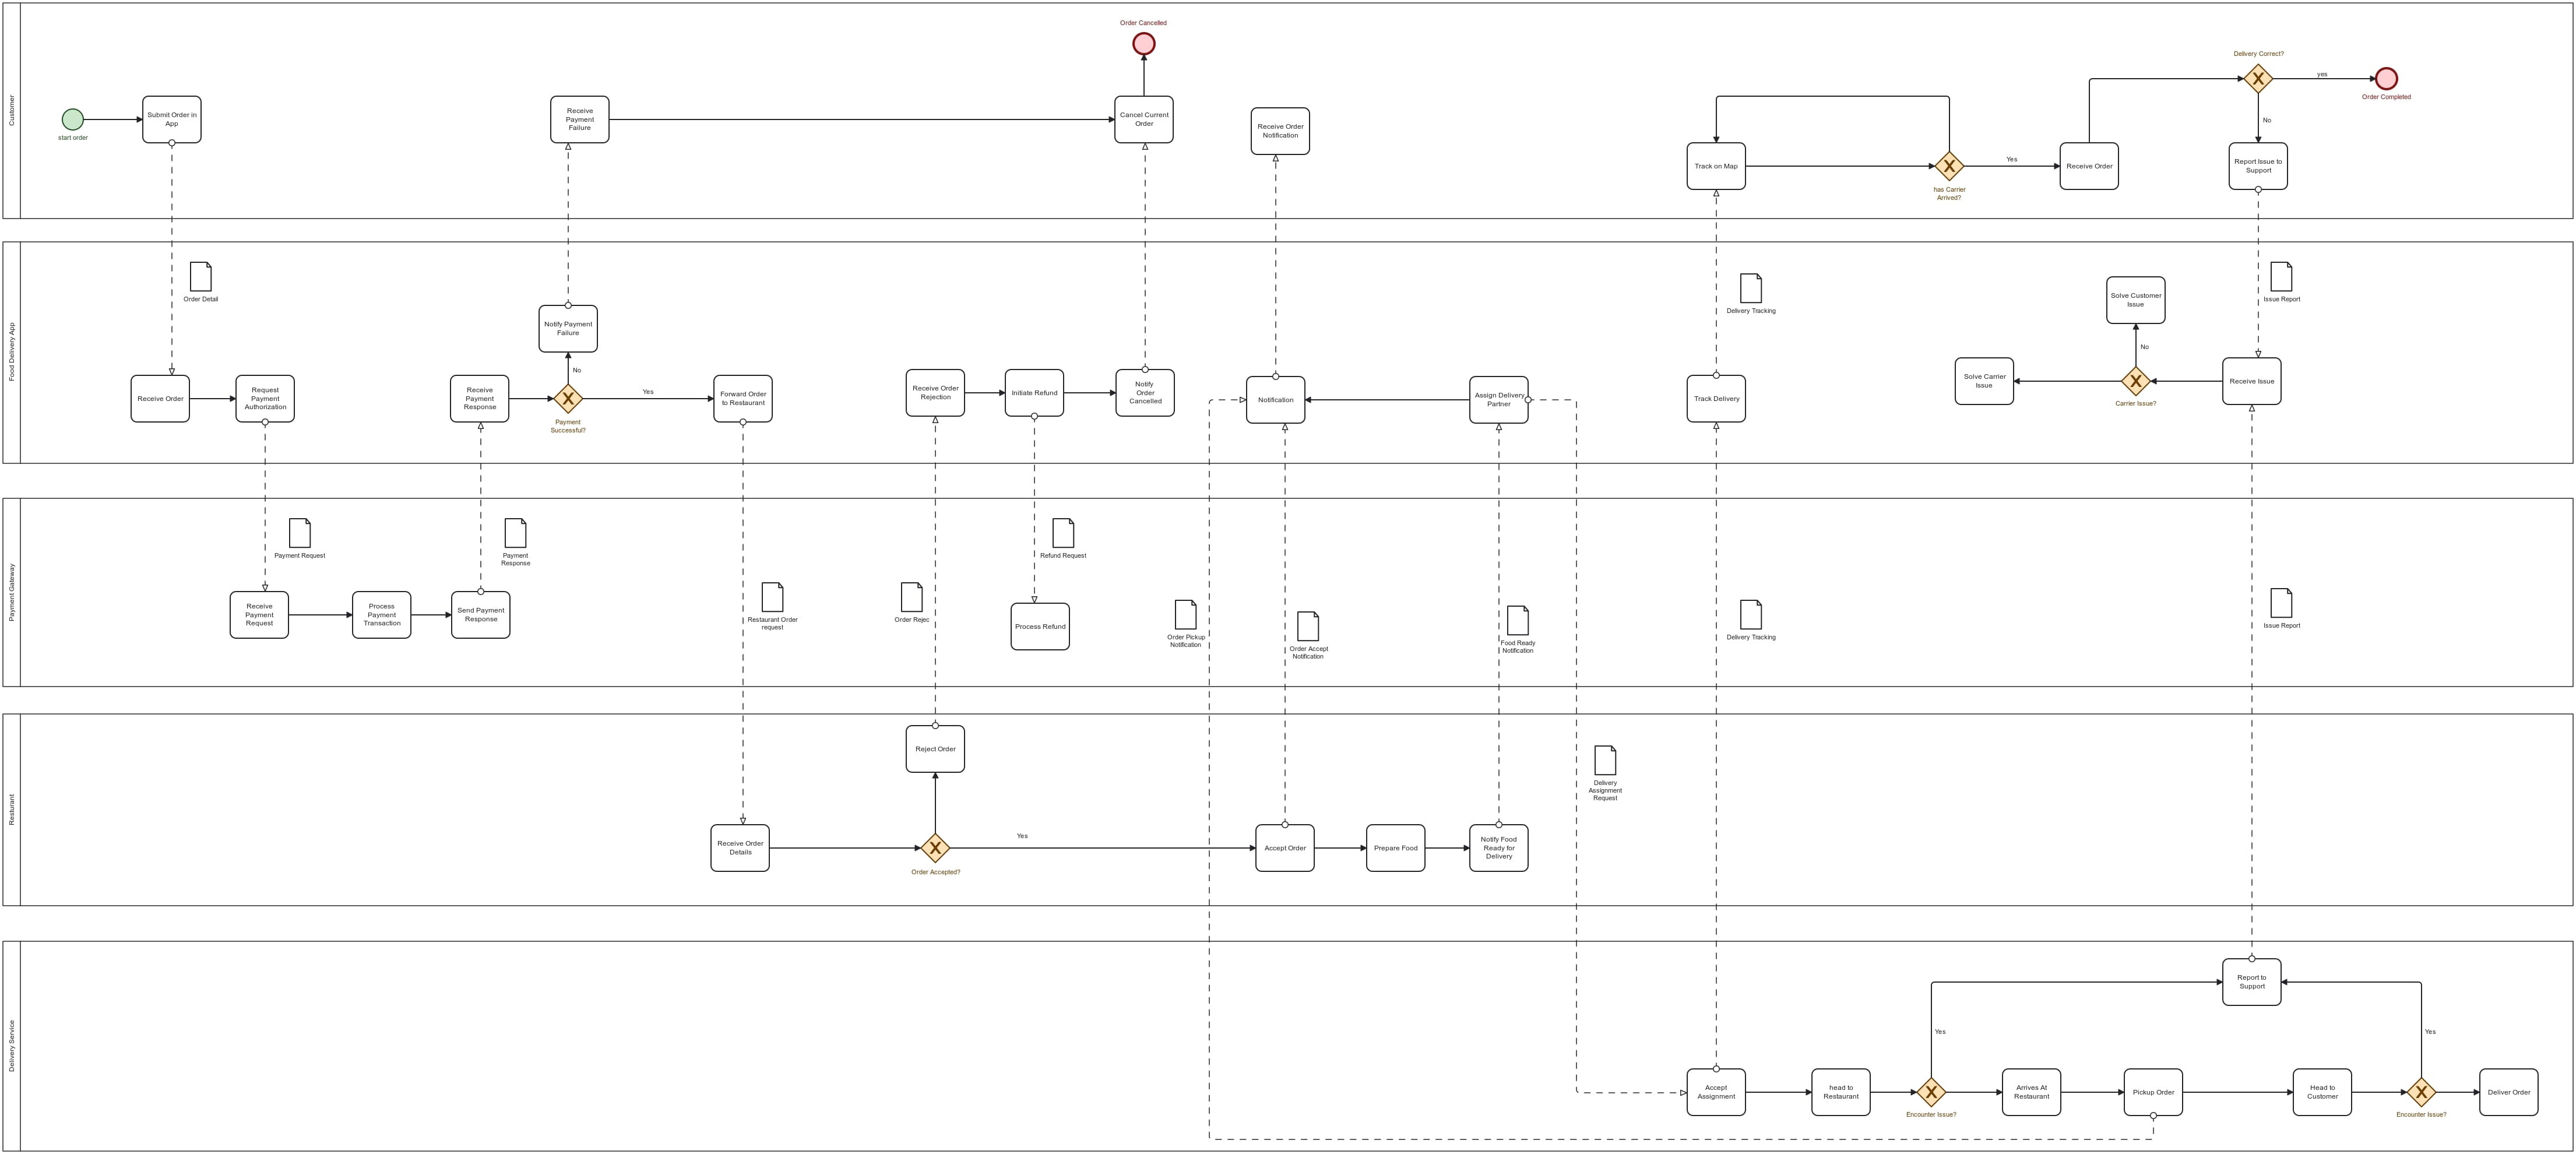 Customer
Order Cancelled
start order
Submit Order in
App
Receive
Payment
Failure
Cancel Current
Order
Receive Order
Notification
Track on Map
has Carrier
Arrived?
Yes
Receive Order
Delivery Correct?
yes
Order Completed
No
Report Issue to
Support
Food Delivery App
Order Detail
Receive Order
Request
Payment
Authorization
Receive
Payment
Response
Notify Payment
Failure
No
Payment
Successful?
Yes
Forward Order
to Restaurant
Receive Order
Rejection
Initiate Refund
Notify
Order
Cancelled
Notification
Assign Delivery
Partner
Delivery Tracking
Track Delivery
Solve Carrier
Issue
Solve Customer
Issue
No
Carrier Issue?
Issue Report
Receive Issue
Payment Gateway
Payment Request
Receive
Payment
Request
Process
Payment
Transaction
Payment
Response
Send Payment
Response
Restaurant Order
request
Order Rejec
Refund Request
Process Refund
Order Pickup
Notification
Order Accept
Notification
Food Ready
Notification
Delivery Tracking
Issue Report
Resturant
Receive Order
Details
Reject Order
Order Accepted?
Yes
Accept Order
Prepare Food
Notify Food
Ready for
Delivery
Delivery
Assignment
Request
Delivery Service
Accept
Assignment
head to
Restaurant
Yes
Encounter Issue?
Arrives At
Restaurant
Pickup Order
Report to
Support
Head to
Customer
Yes
Encounter Issue?
Deliver Order